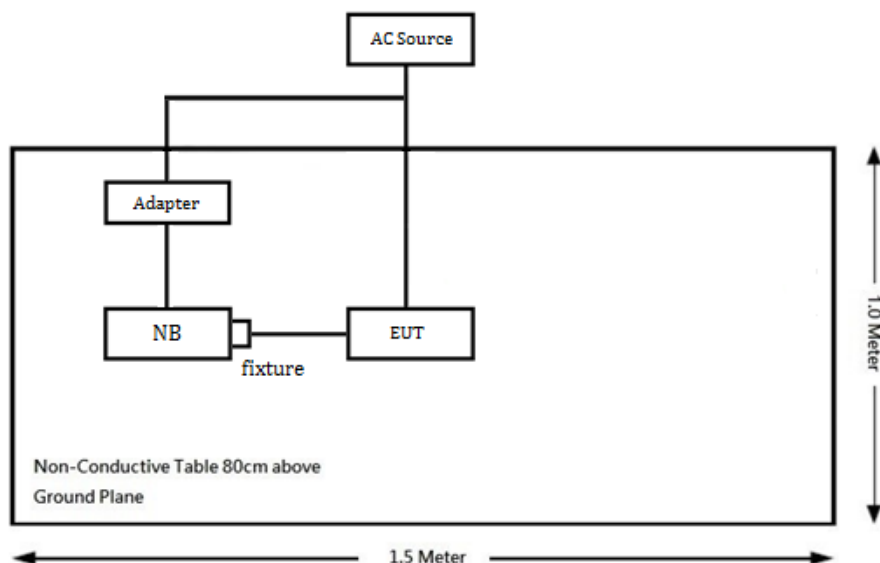 AC Source
Adapter
NB
EUT
fixture
1.0 Meter
Non-Conductive Table 80cm above
Ground Plane
1.5 Meter